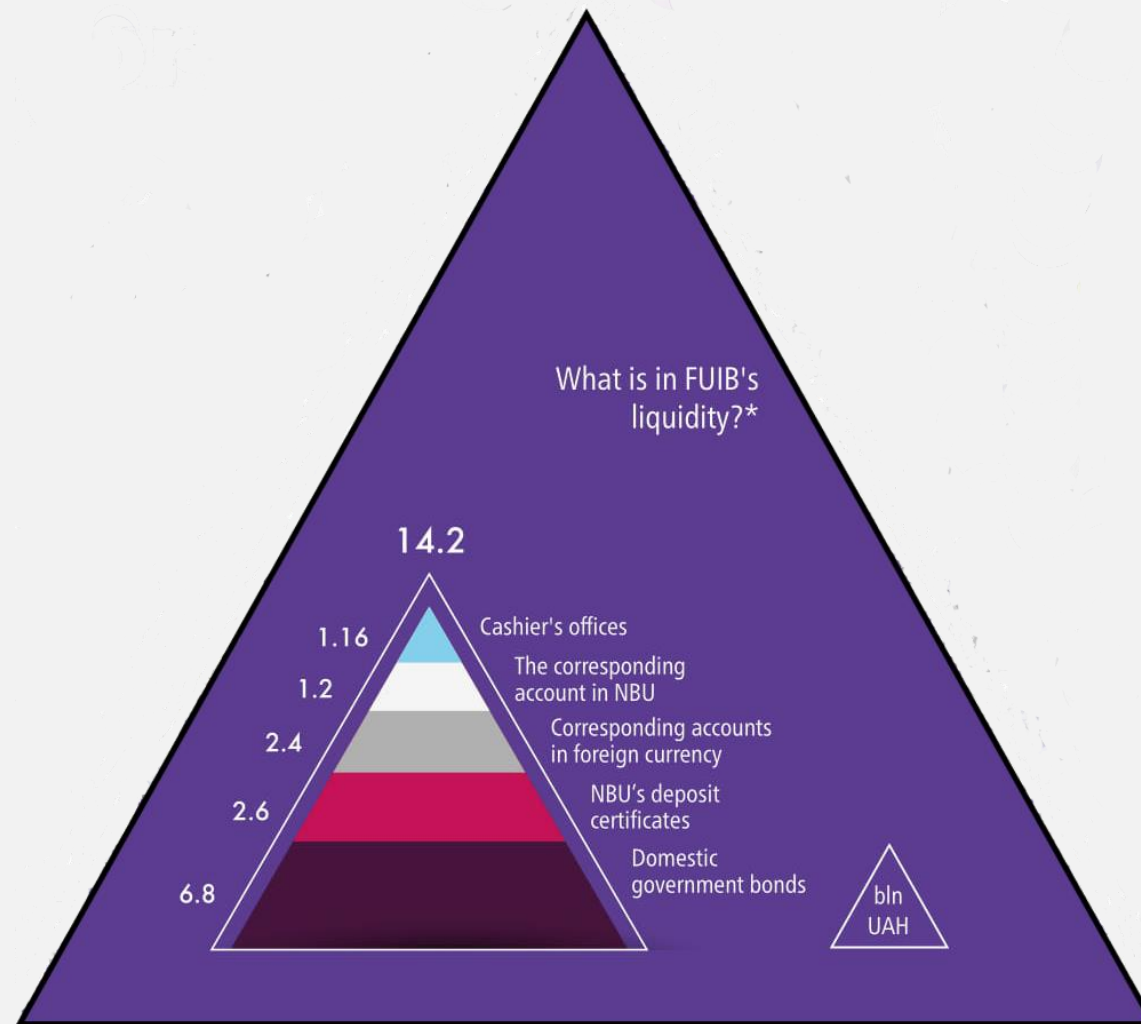 What is in FUIB's
liquidity?*
14.2
1.16
Cashier's offices
1.2
The corresponding
account in NBU
2.4
Corresponding accounts
in foreign currency
2.6
NBU's deposit
certificates
6.8
Domestic
government bonds
bln
UAH